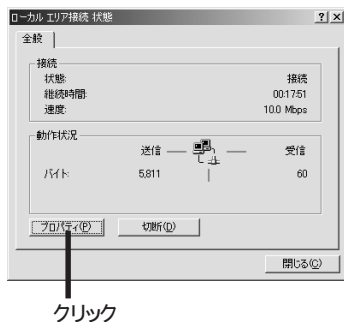 ローカル エリア接続 状態
全般
接続
状態: 接続
継続時間: 00:17:51
速度: 10.0 Mbps
動作状況
送信 受信
バイト: 5,811 60
プロパティ(P) 切断(D)
閉じる(C)
クリック